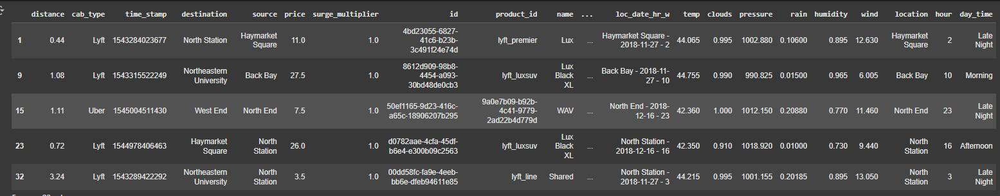 distance cab_type time_stamp destination source price surge_multiplier id product_id name ... loc_date_hr_w temp clouds pressure rain humidity wind location hour day_time
1 0.44 Lyft 1543284023677 North Station Haymarket Square 11.0 1.0 4bd23055-6827-41c6-b23b-3c491f24e74d lyft_premier Lux ... Haymarket Square - 2018-11-27 - 2 44.065 0.995 1002.880 0.10600 0.895 12.630 Haymarket Square 2 Late Night
9 1.08 Lyft 1543315522249 Northeastern University Back Bay 27.5 1.0 8612d909-98b8-4454-a093-30bd48de0cb3 lyft_luxsuv Lux Black XL ... Back Bay - 2018-11-27 - 10 44.755 0.990 990.825 0.01500 0.965 6.005 Back Bay 10 Morning
15 1.11 Uber 1545004511430 West End North End 7.5 1.0 50ef1165-9d23-416c-a65c-18906207b295 9a0e7b09-b92b-4c41-9779-2ad22b4d779d WAV ... North End - 2018-12-16 - 23 42.360 1.000 1012.150 0.20880 0.770 11.460 North End 23 Late Night
23 0.72 Lyft 1544978406463 Haymarket Square North Station 26.0 1.0 d0782aae-4cfa-45df-b6e4-e300b09c2563 lyft_luxsuv Lux Black XL ... North Station - 2018-12-16 - 16 42.350 0.910 1018.920 0.01000 0.730 9.440 North Station 16 Afternoon
32 3.24 Lyft 1543289422292 Northeastern University North Station 3.5 1.0 00dd58fc-fa9e-4eeb-bb6e-dfeb94611e85 lyft_line Shared ... North Station - 2018-11-27 - 3 44.215 0.995 1001.155 0.20185 0.895 13.050 North Station 3 Late Night